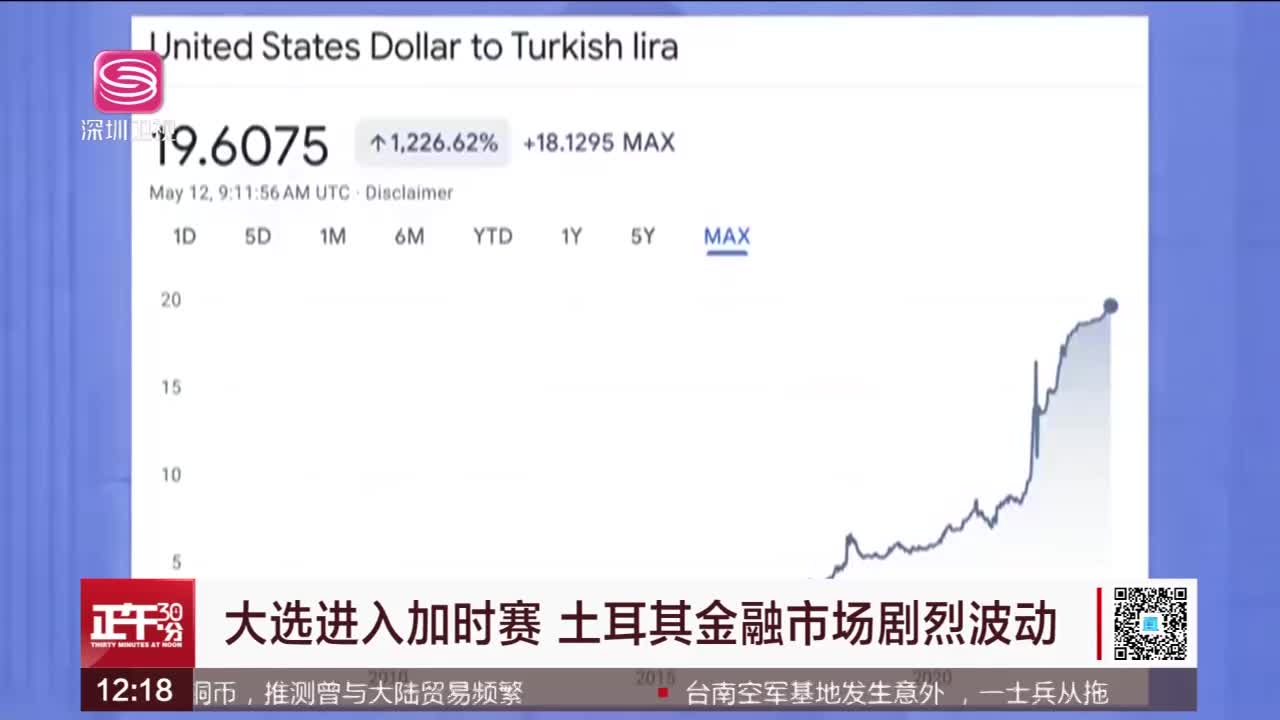 United States Dollar to Turkish lira
深圳卫视
19.6075 ↑1,226.62% +18.1295 MAX
May 12, 9:11:56 AM UTC · Disclaimer
1D 5D 1M 6M YTD 1Y 5Y MAX
20
15
10
5
正午30分
THIRTY MINUTES AT NOON
大选进入加时赛 土耳其金融市场剧烈波动
2010 2015 2020
12:18 铜币，推测曾与大陆贸易频繁 台南空军基地发生意外，一士兵从拖